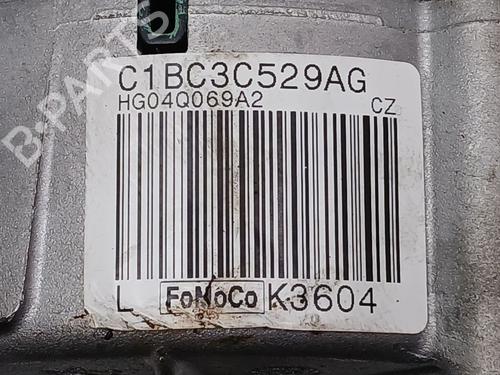 B-PARTS
C1BC3C529AG
HG04Q069A2 CZ
L FoMoCo K3604